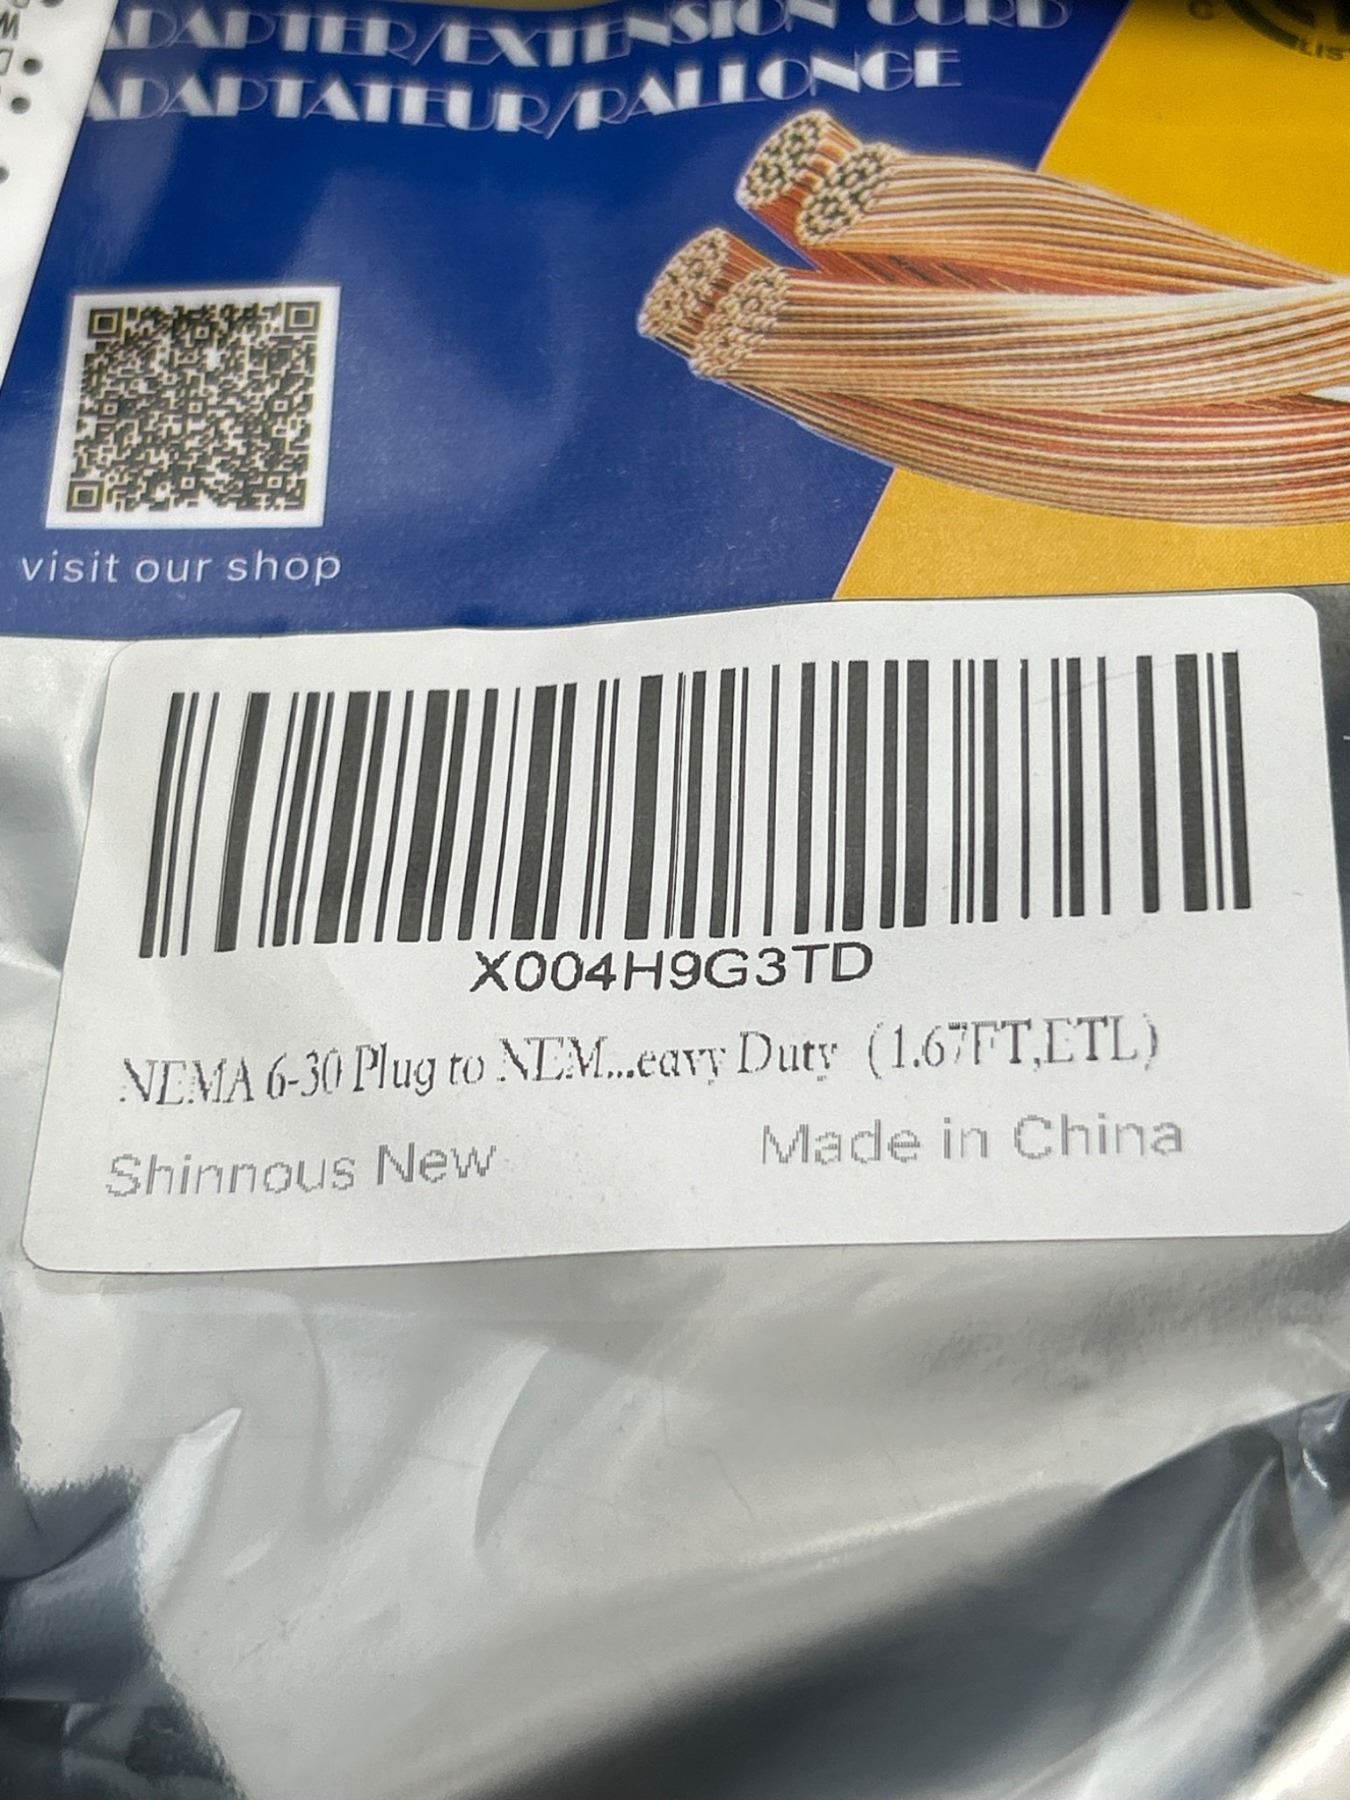 ADAPTER/EXTENSION CORD
ADAPTATEUR/RALLONGE
C
LIS
visit our shop
X004H9G3TD
NEMA 6-30 Plug to NEM...eavy Duty (1.67FT,ETL)
Shinnous New
Made in China